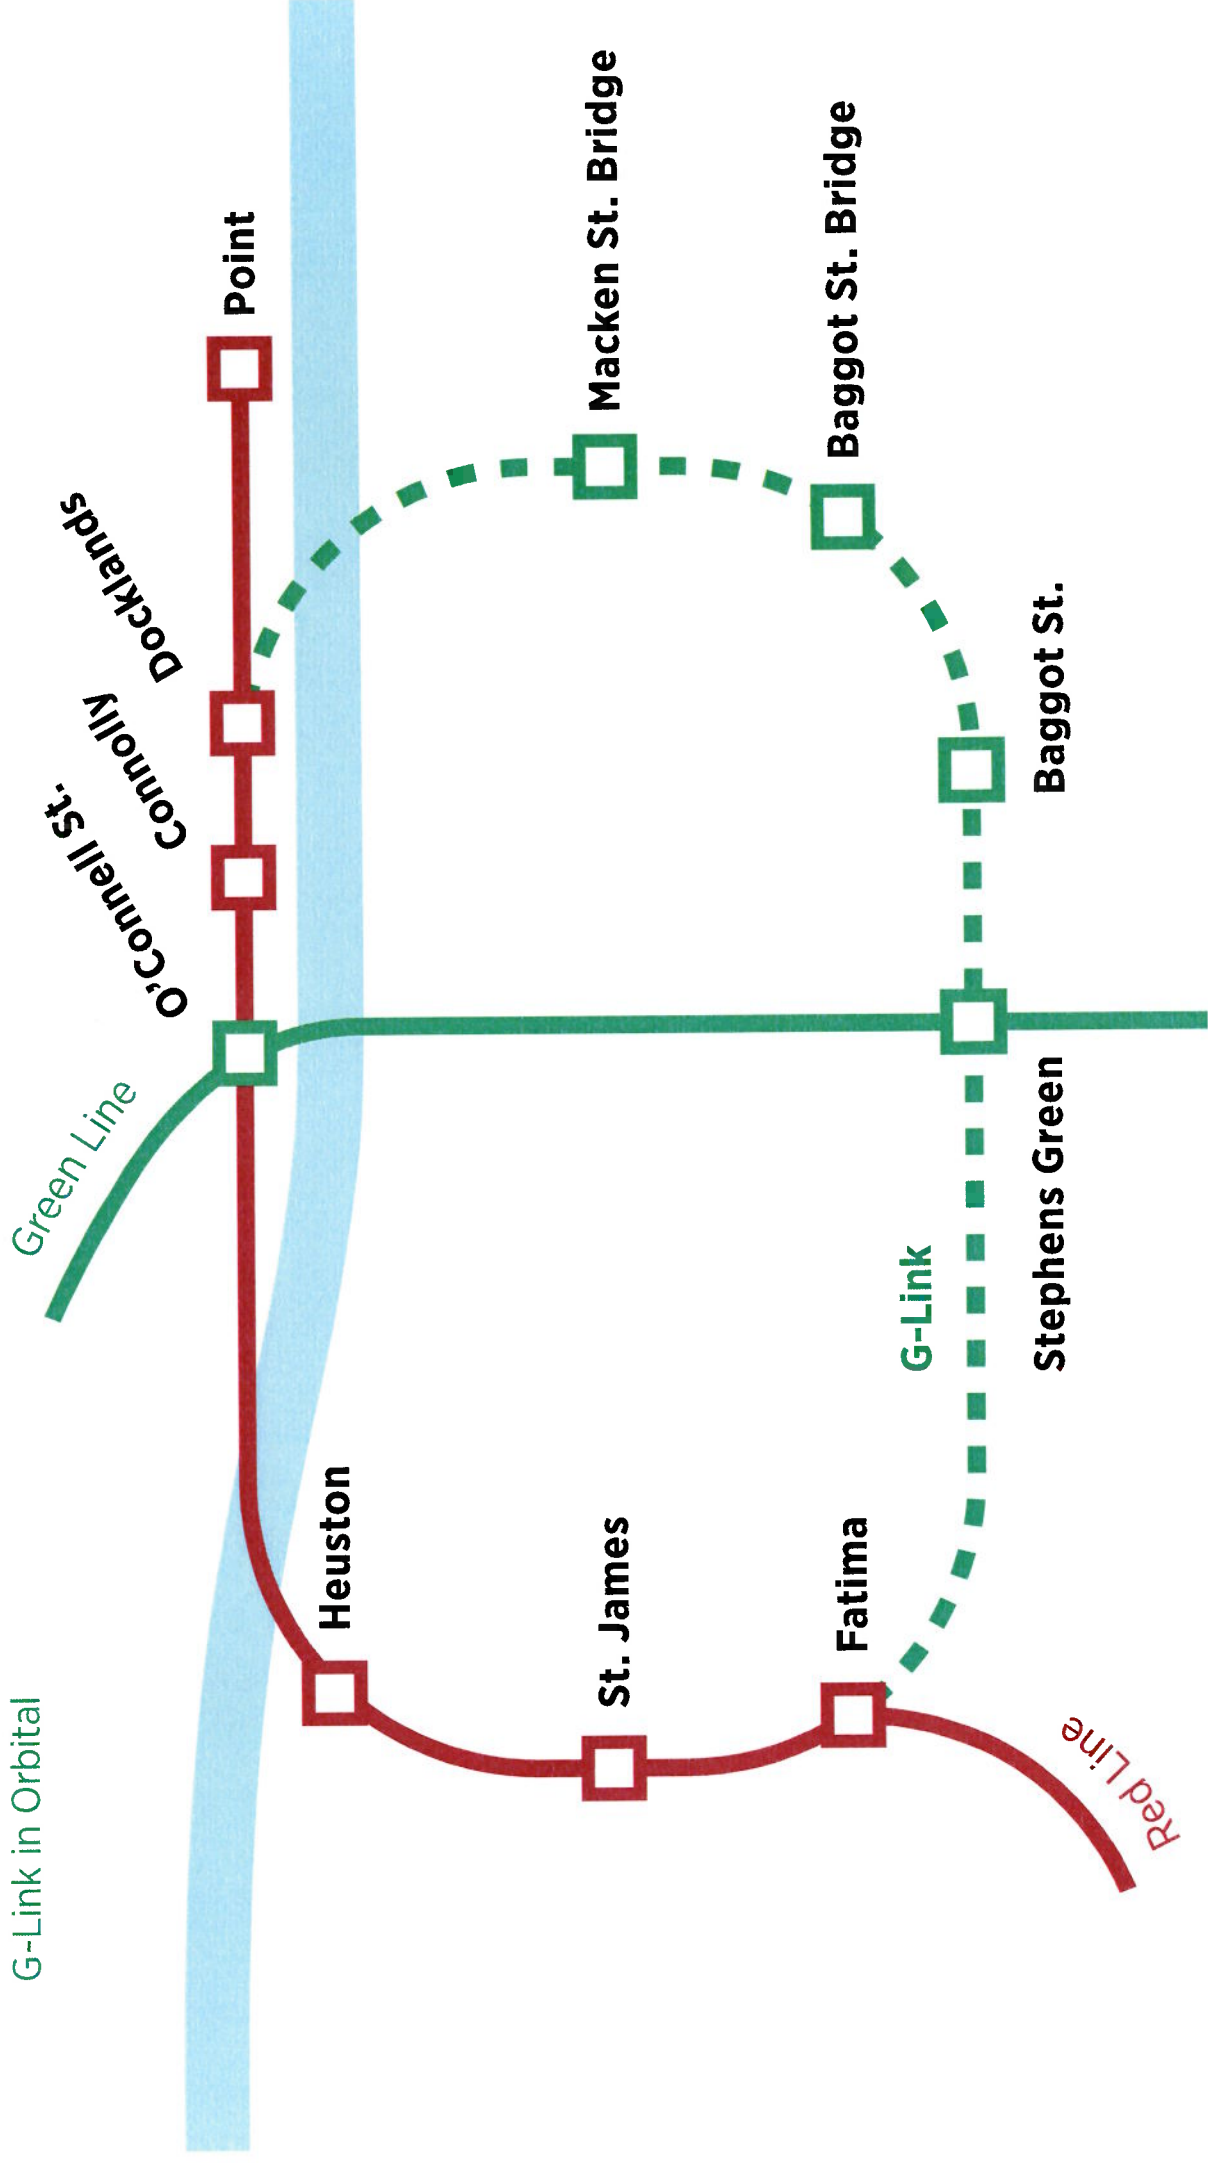 G-Link in Orbital
Green Line
O'Connell St.
Connolly
Docklands
Point
Heuston
St. James
Macken St. Bridge
Fatima
Baggot St. Bridge
G-Link
Stephens Green
Baggot St.
Red Line